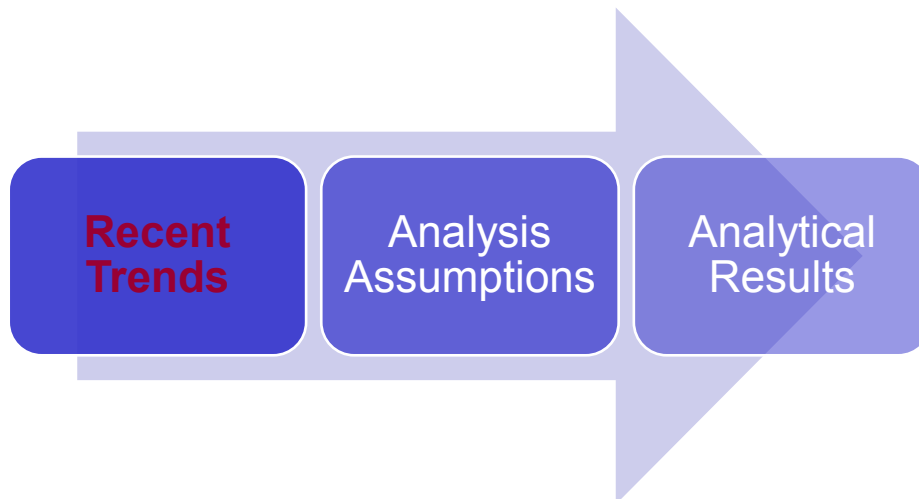 Recent
Trends
Analysis
Assumptions
Analytical
Results